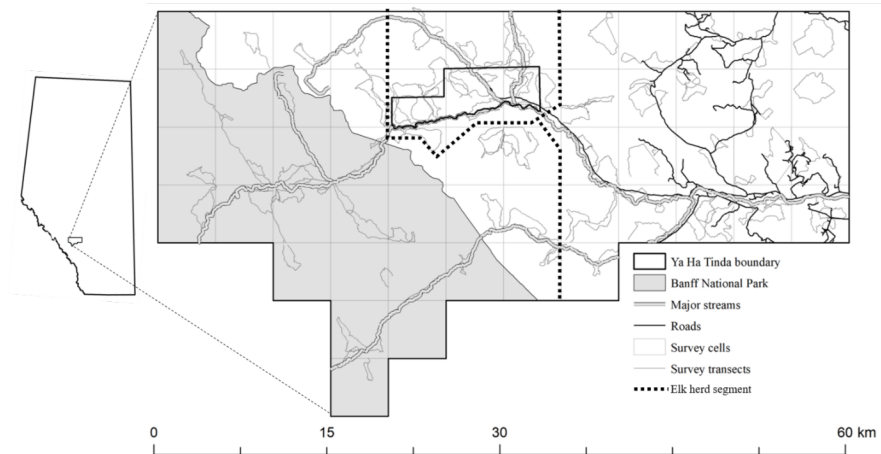 Ya Ha Tinda boundary
Banff National Park
Major streams
Roads
Survey cells
Survey transects
Elk herd segment
0 15 30 60 km